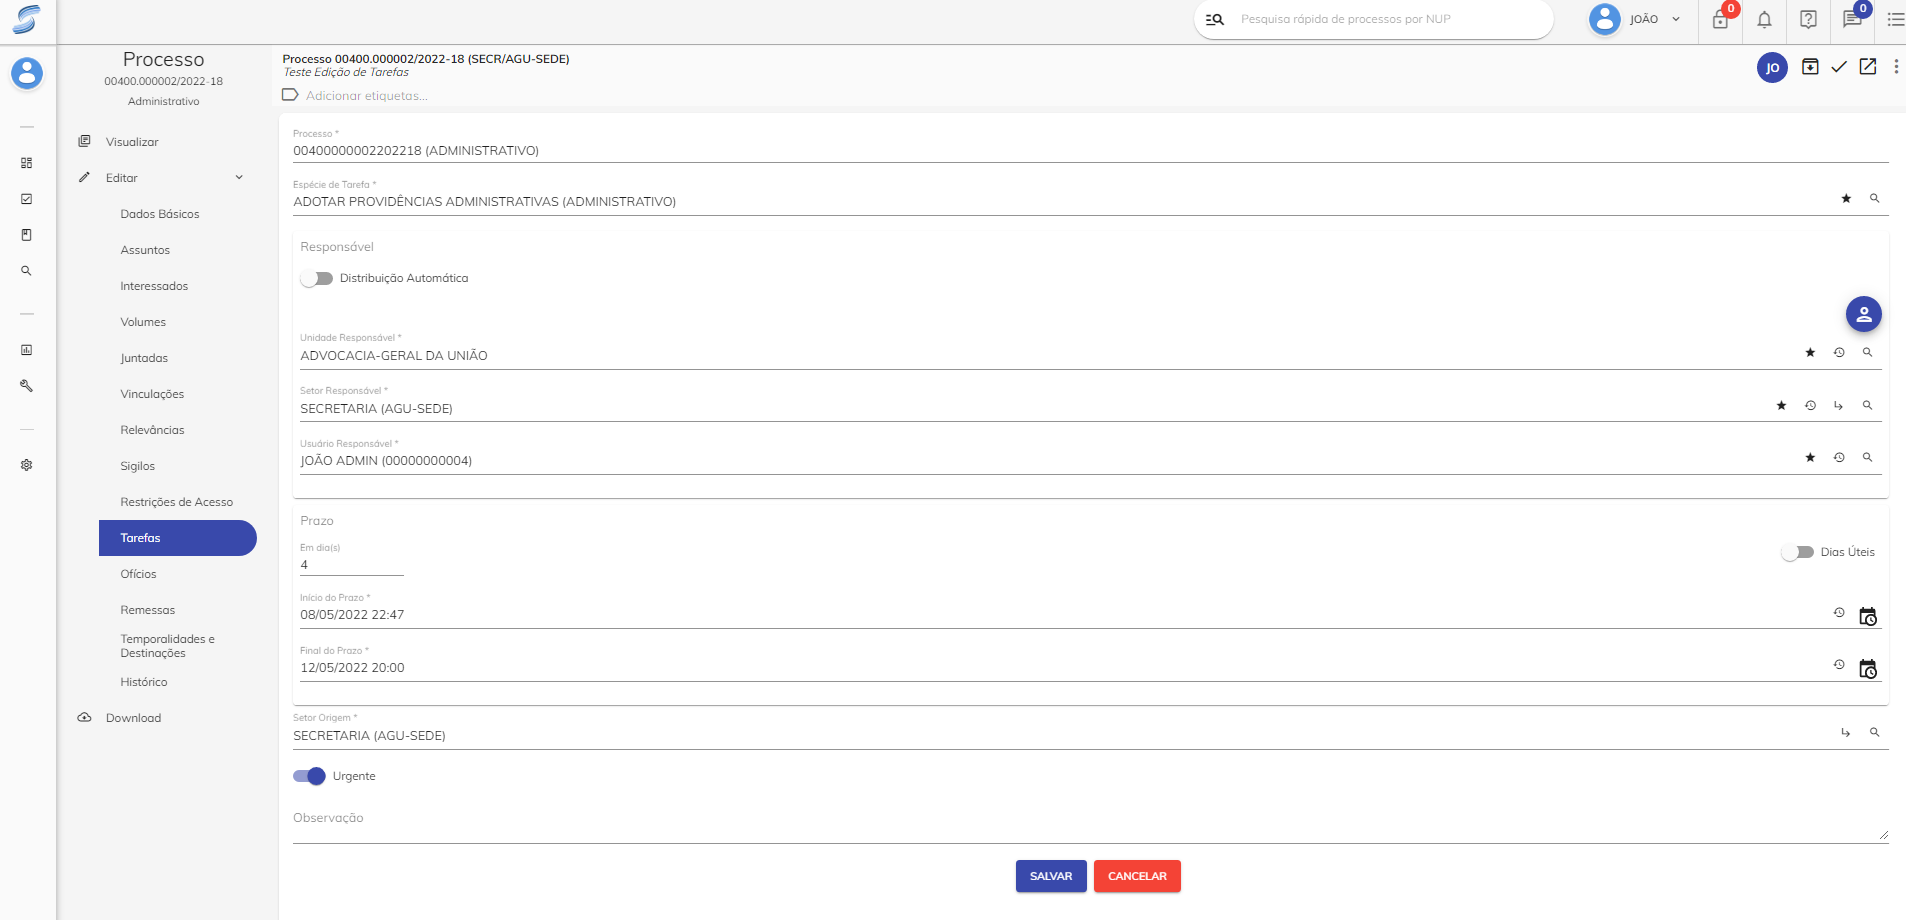 Pesquisa rápida de processos por NUP
JOÃO
0
0
Processo
00400.000002/2022-18
Administrativo
Visualizar
Editar
Dados Básicos
Assuntos
Interessados
Volumes
Juntadas
Vinculações
Relevâncias
Sigilos
Restrições de Acesso
Tarefas
Ofícios
Remessas
Temporalidades e
Destinações
Histórico
Download
Processo 00400.000002/2022-18 (SECR/AGU-SEDE)
Teste Edição de Tarefas
Adicionar etiquetas...
JO
Processo *
00400000002202218 (ADMINISTRATIVO)
Espécie de Tarefa *
ADOTAR PROVIDÊNCIAS ADMINISTRATIVAS (ADMINISTRATIVO)
Responsável
Distribuição Automática
Unidade Responsável *
ADVOCACIA-GERAL DA UNIÃO
Setor Responsável *
SECRETARIA (AGU-SEDE)
Usuário Responsável *
JOÃO ADMIN (00000000004)
Prazo
Em dia(s)
4
Dias Úteis
Início do Prazo *
08/05/2022 22:47
Final do Prazo *
12/05/2022 20:00
Setor Origem *
SECRETARIA (AGU-SEDE)
Urgente
Observação
SALVAR
CANCELAR